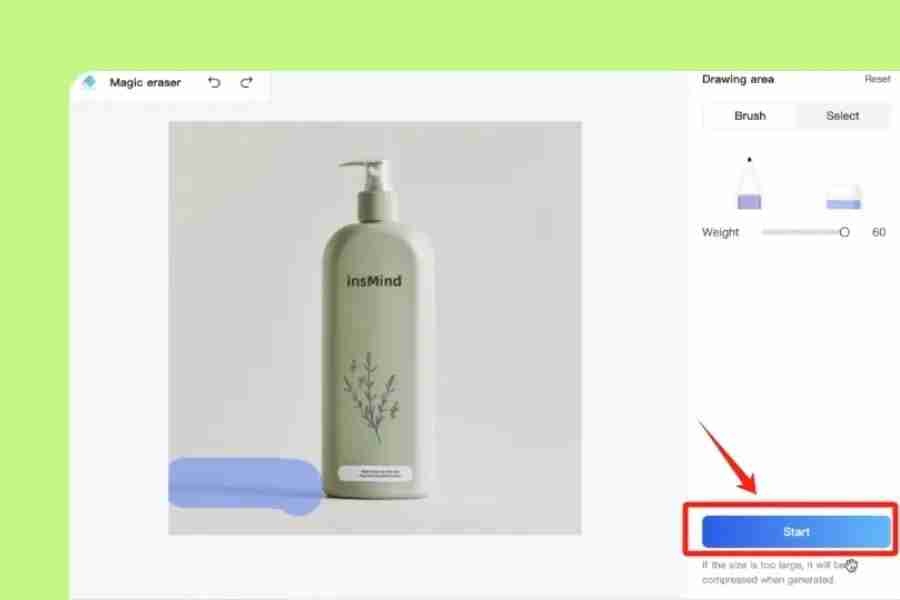 Magic eraser
Drawing area
Reset
Brush
Select
Weight
60
insMind
Start
If the size is too large, it will be
compressed when generated.